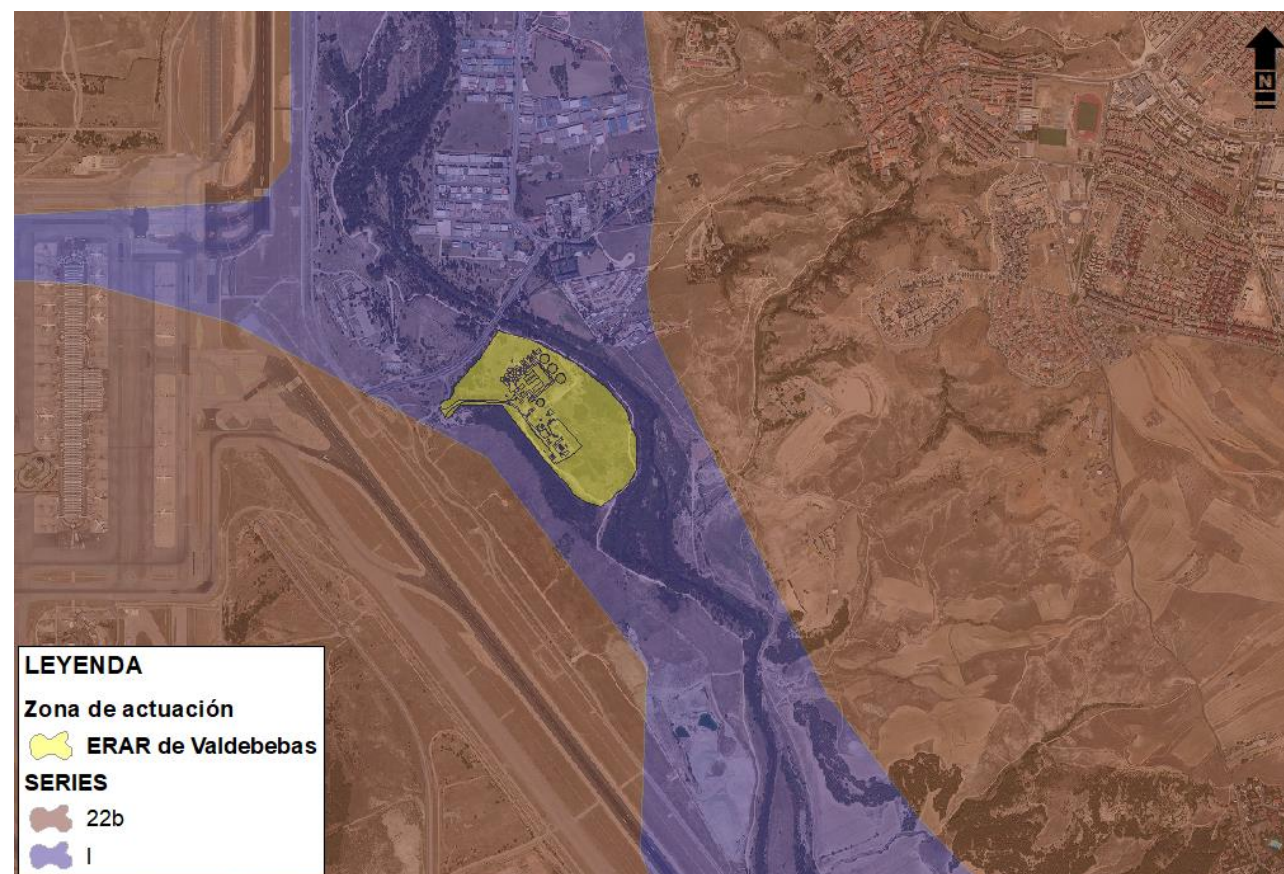 N
LEYENDA
Zona de actuación
ERAR de Valdebebas
SERIES
22b
I